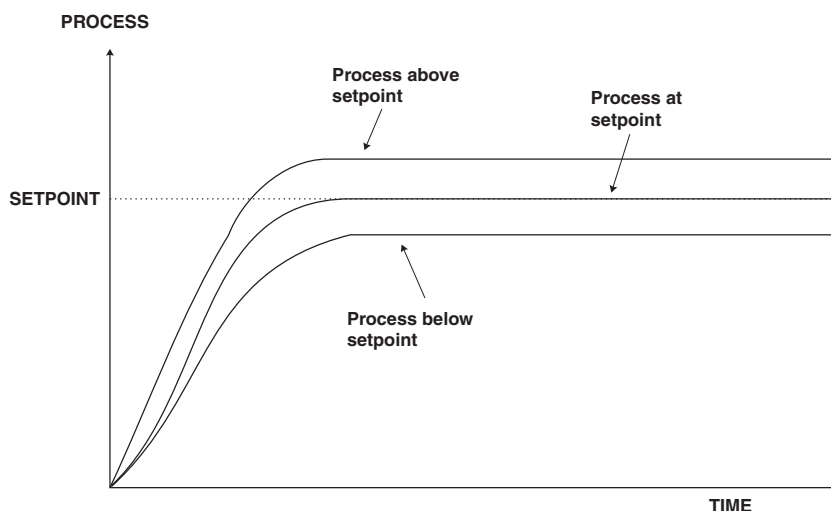 PROCESS
Process above
setpoint
Process at
setpoint
SETPOINT
Process below
setpoint
TIME